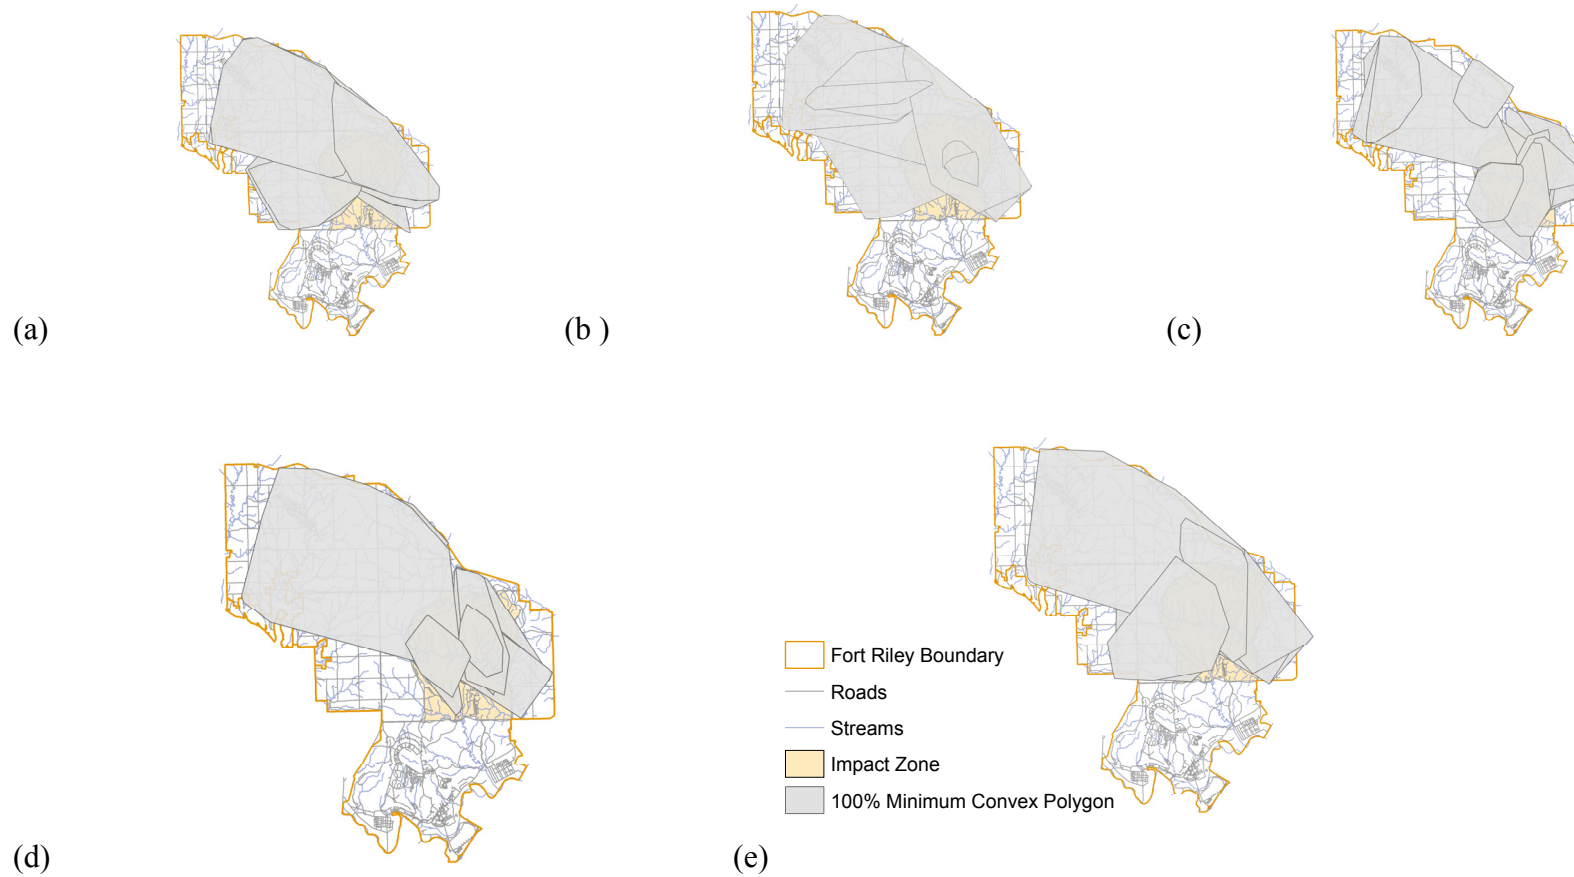 (a)
(b )
(c)
Fort Riley Boundary
Roads
Streams
Impact Zone
100% Minimum Convex Polygon
(d)
(e)